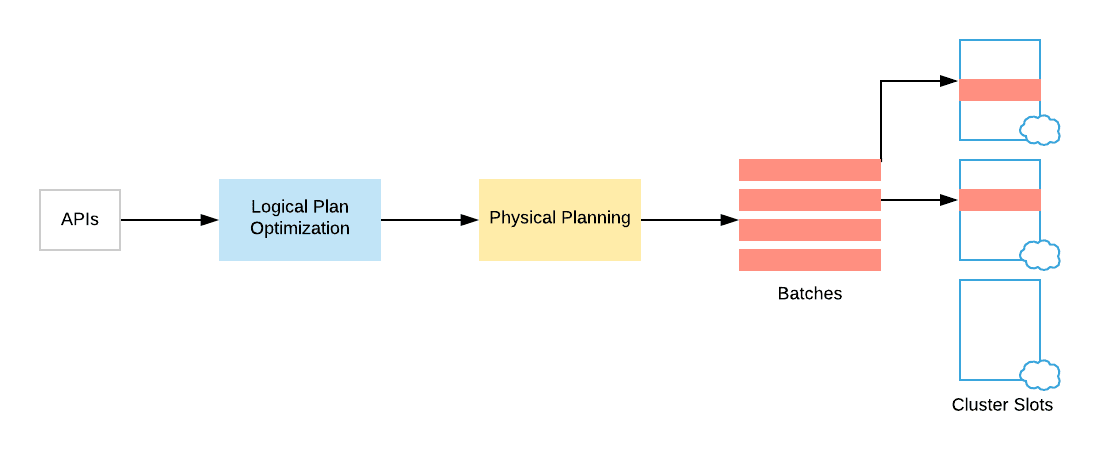 APIs
Logical Plan
Optimization
Physical Planning
Batches
Cluster Slots